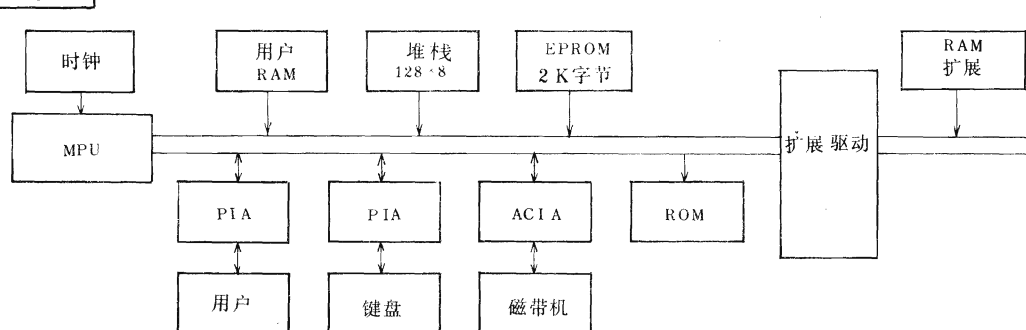 时钟
用户
RAM
堆栈
128×8
EPROM
2K字节
RAM
扩展
MPU
扩展驱动
PIA
PIA
ACIA
ROM
用户
键盘
磁带机